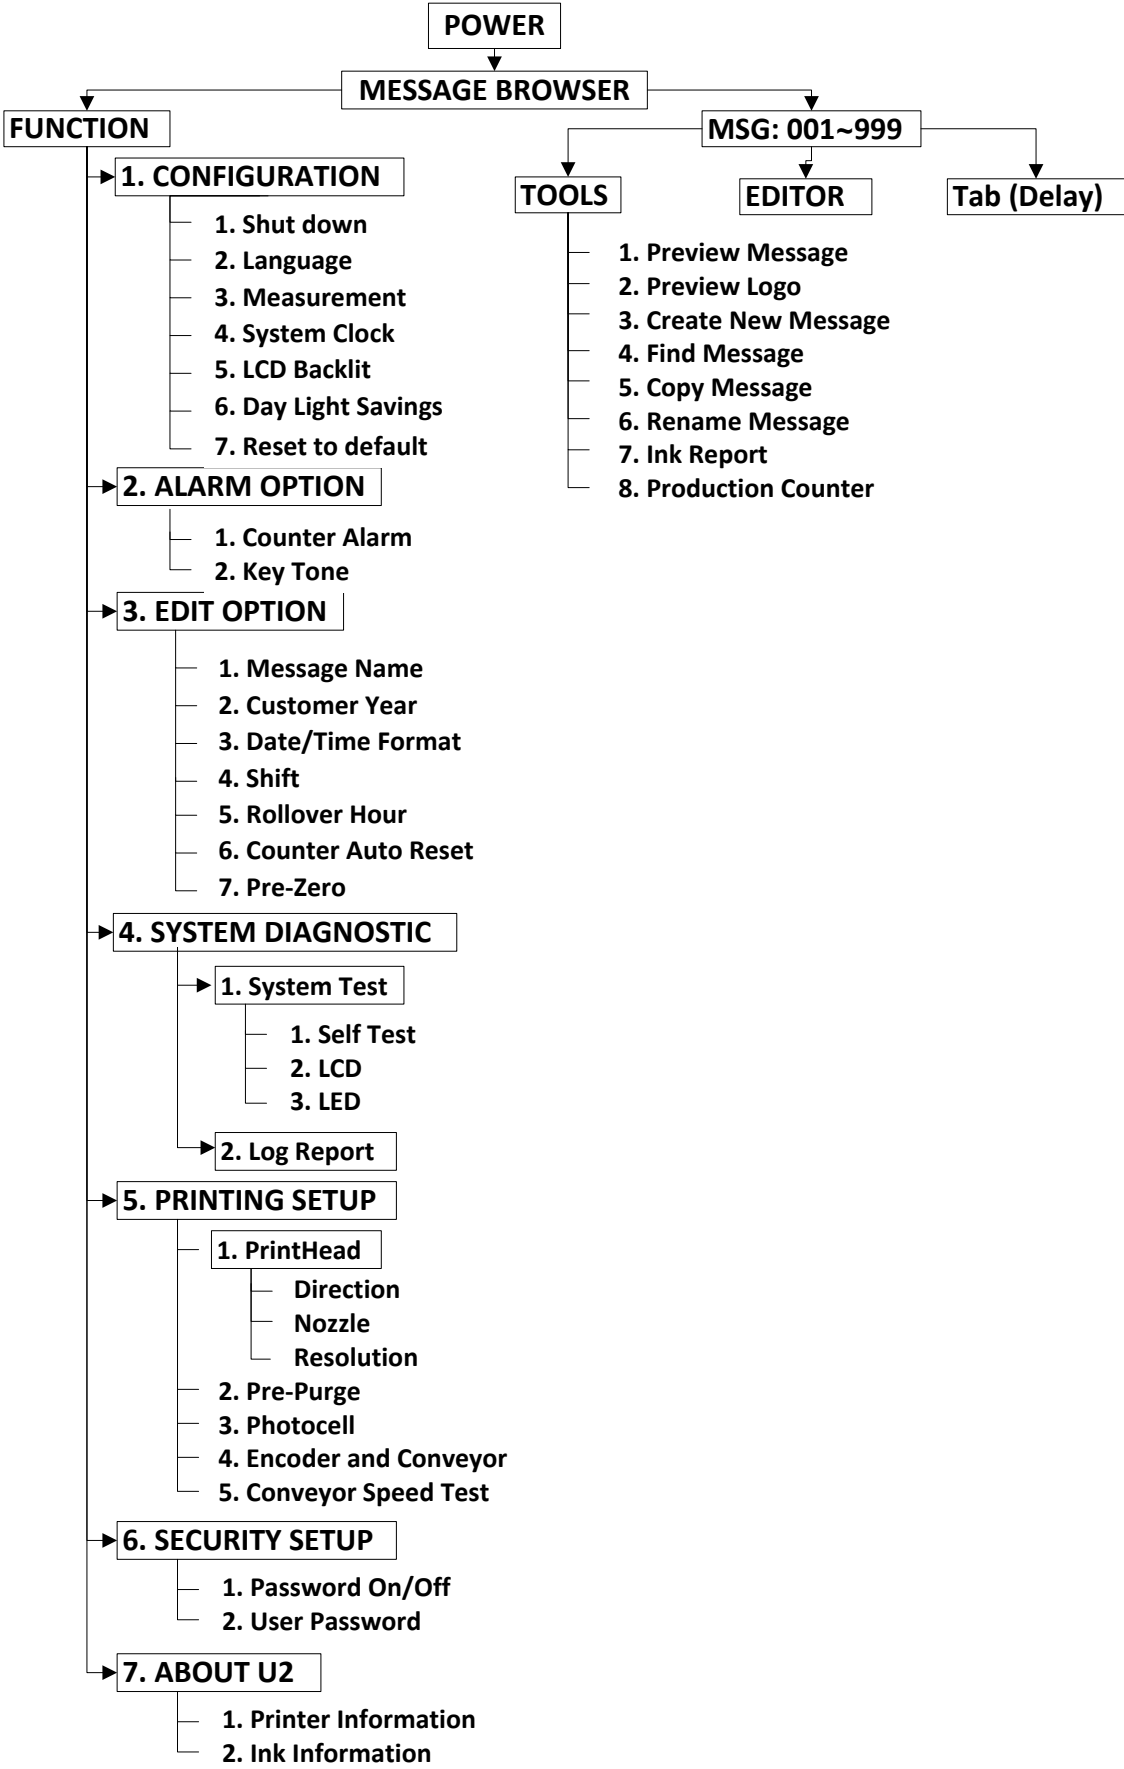 POWER
MESSAGE BROWSER
FUNCTION
MSG: 001~999
1. CONFIGURATION
1. Shut down
2. Language
3. Measurement
4. System Clock
5. LCD Backlit
6. Day Light Savings
7. Reset to default
2. ALARM OPTION
1. Counter Alarm
2. Key Tone
3. EDIT OPTION
1. Message Name
2. Customer Year
3. Date/Time Format
4. Shift
5. Rollover Hour
6. Counter Auto Reset
7. Pre-Zero
4. SYSTEM DIAGNOSTIC
1. System Test
1. Self Test
2. LCD
3. LED
2. Log Report
5. PRINTING SETUP
1. PrintHead
Direction
Nozzle
Resolution
2. Pre-Purge
3. Photocell
4. Encoder and Conveyor
5. Conveyor Speed Test
6. SECURITY SETUP
1. Password On/Off
2. User Password
7. ABOUT U2
1. Printer Information
2. Ink Information
TOOLS
1. Preview Message
2. Preview Logo
3. Create New Message
4. Find Message
5. Copy Message
6. Rename Message
7. Ink Report
8. Production Counter
EDITOR
Tab (Delay)